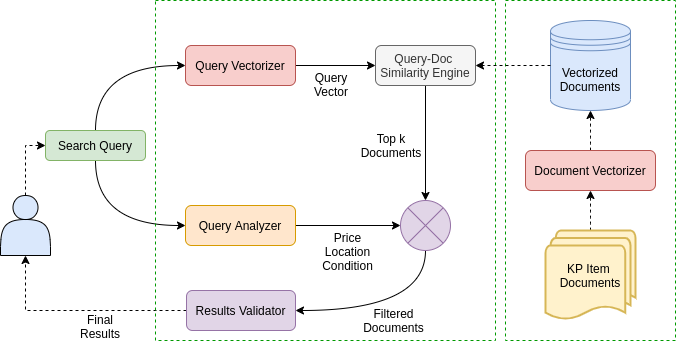 Query Vectorizer
Query
Vector
Query-Doc
Similarity Engine
Vectorized
Documents
Search Query
Top k
Documents
Document Vectorizer
Query Analyzer
Price
Location
Condition
KP Item
Documents
Results Validator
Filtered
Documents
Final
Results